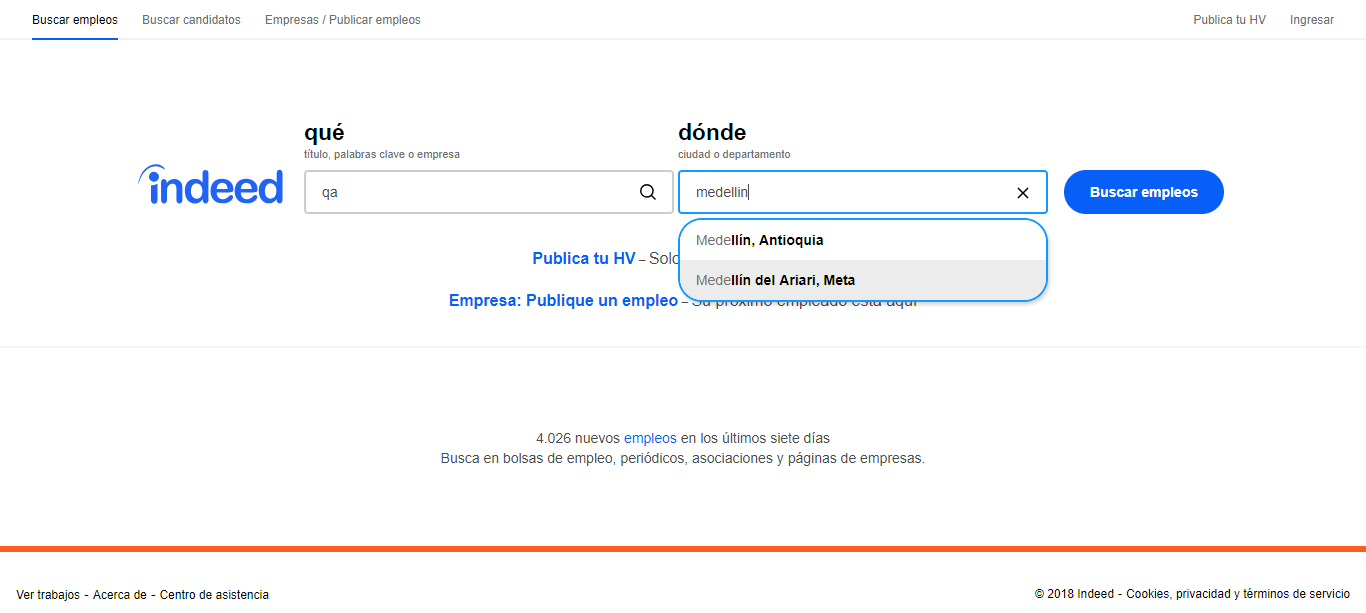 Buscar empleos Buscar candidatos Empresas / Publicar empleos Publica tu HV Ingresar
qué dónde
título, palabras clave o empresa ciudad o departamento
indeed qa medellin Buscar empleos
Medellín, Antioquia
Publica tu HV – Solo
Medellín del Ariari, Meta
Empresa: Publique un empleo – Su próximo empleado está aquí
4.026 nuevos empleos en los últimos siete días
Busca en bolsas de empleo, periódicos, asociaciones y páginas de empresas.
Ver trabajos - Acerca de - Centro de asistencia © 2018 Indeed - Cookies, privacidad y términos de servicio